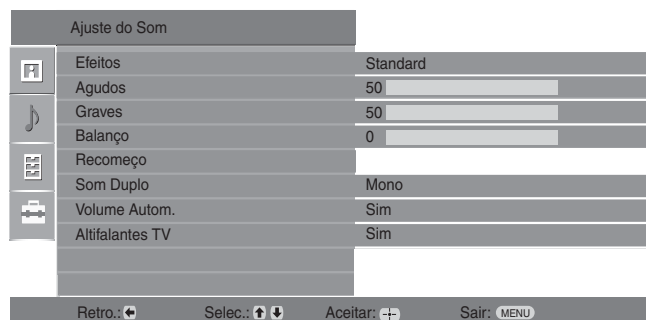 Ajuste do Som
Efeitos Standard
Agudos 50
Graves 50
Balanço 0
Recomeço
Som Duplo Mono
Volume Autom. Sim
Altifalantes TV Sim
Retro.: Selec.: Aceitar: Sair: MENU